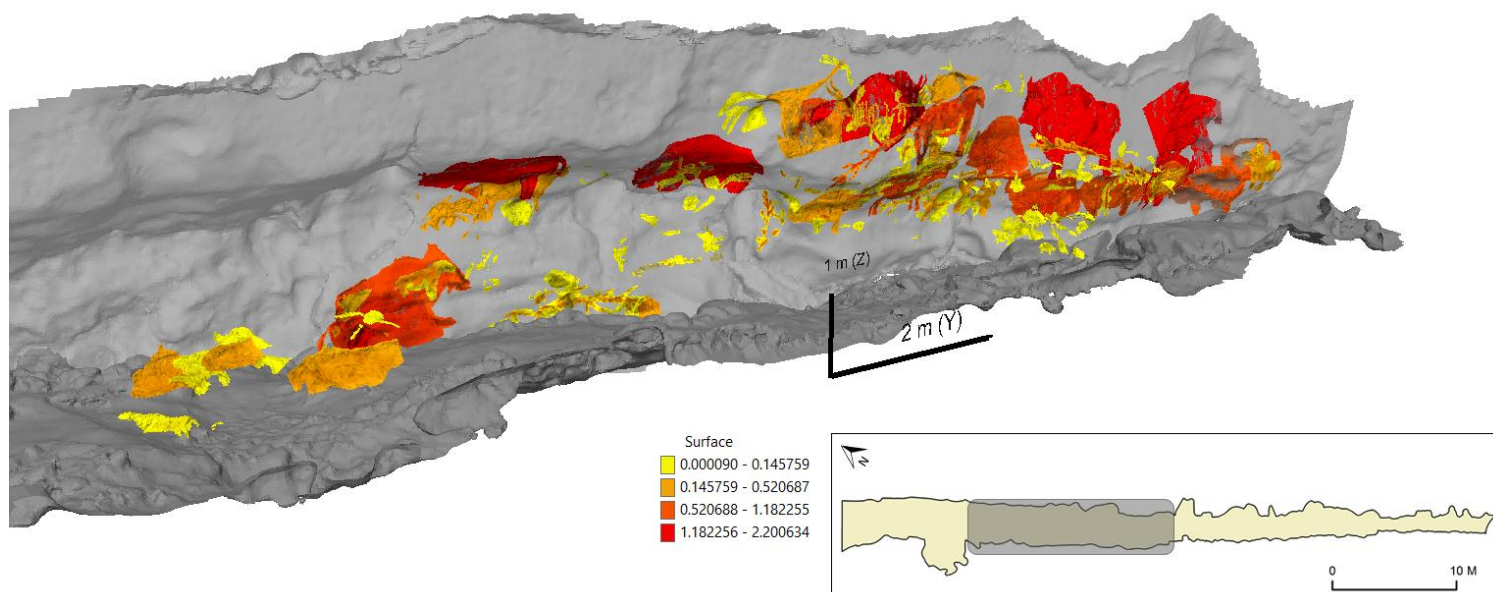 1 m (Z)
2 m (Y)
Surface
0.000090 - 0.145759
0.145759 - 0.520687
0.520688 - 1.182255
1.182256 - 2.200634
N
0 10 M